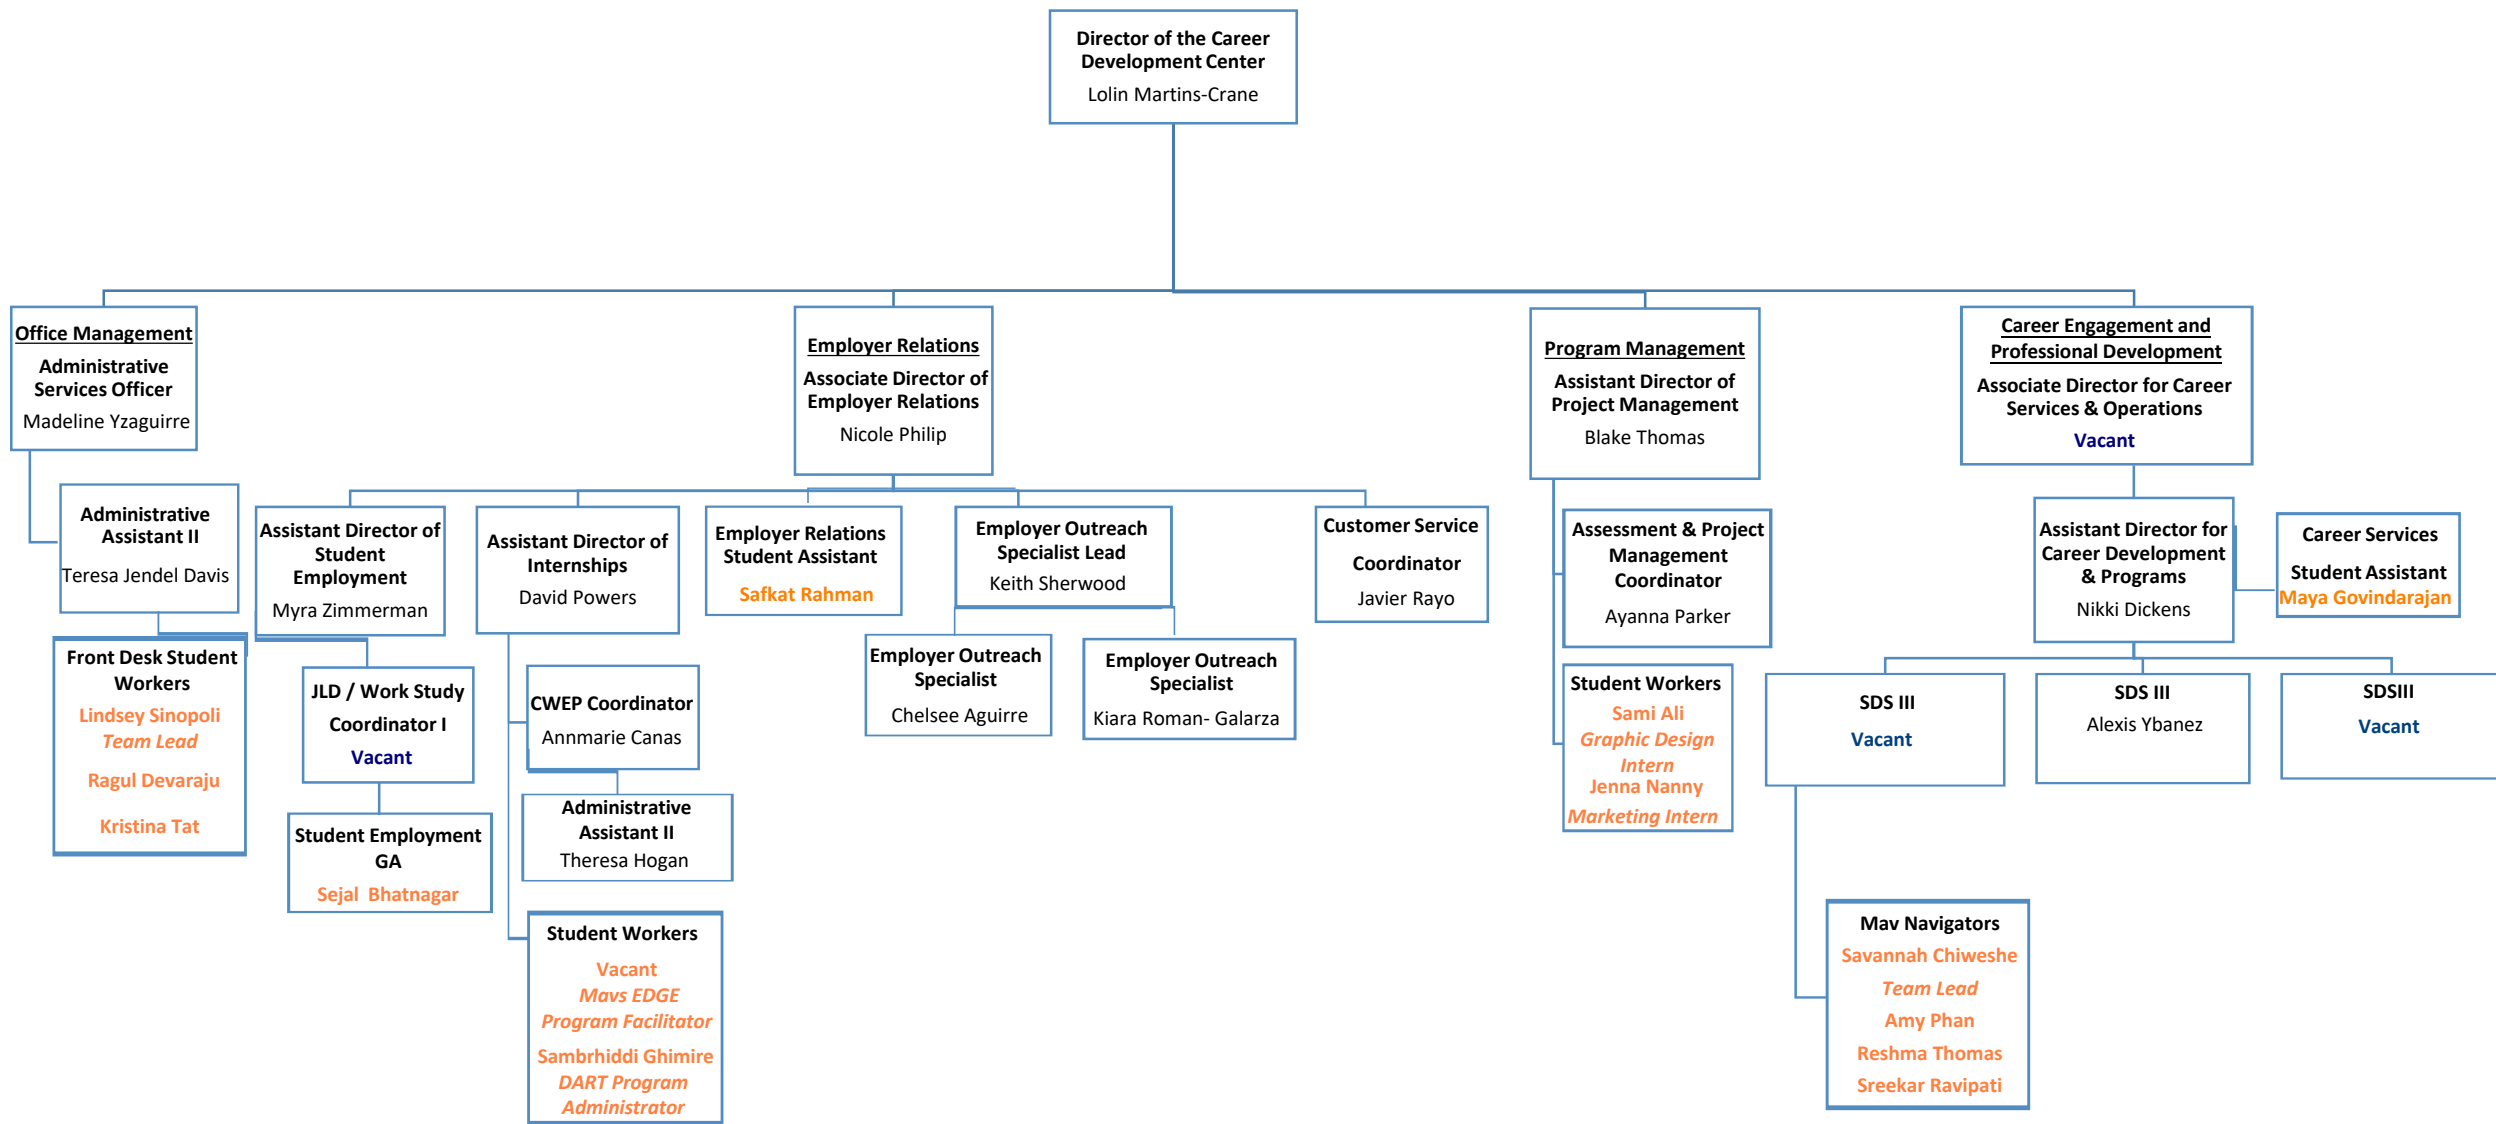 Director of the Career
Development Center
Lolin Martins-Crane
Office Management
Administrative
Services Officer
Madeline Yzaguirre
Administrative
Assistant II
Teresa Jendel Davis
Front Desk Student
Workers
Lindsey Sinopoli
Team Lead
Ragul Devaraju
Kristina Tat
Employer Relations
Associate Director of
Employer Relations
Nicole Philip
Assistant Director of
Student
Employment
Myra Zimmerman
JLD / Work Study
Coordinator I
Vacant
Student Employment
GA
Sejal Bhatnagar
Assistant Director of
Internships
David Powers
CWEP Coordinator
Annmarie Canas
Administrative
Assistant II
Theresa Hogan
Student Workers
Vacant
Mavs EDGE
Program Facilitator
Sambrhiddi Ghimire
DART Program
Administrator
Employer Relations
Student Assistant
Safkat Rahman
Employer Outreach
Specialist Lead
Keith Sherwood
Employer Outreach
Specialist
Chelsee Aguirre
Employer Outreach
Specialist
Kiara Roman- Galarza
Customer Service
Coordinator
Javier Rayo
Program Management
Assistant Director of
Project Management
Blake Thomas
Assessment & Project
Management
Coordinator
Ayanna Parker
Student Workers
Sami Ali
Graphic Design
Intern
Jenna Nanny
Marketing Intern
Career Engagement and
Professional Development
Associate Director for Career
Services & Operations
Vacant
Assistant Director for
Career Development
& Programs
Nikki Dickens
Career Services
Student Assistant
Maya Govindarajan
SDS III
Vacant
SDS III
Alexis Ybanez
SDSIII
Vacant
Mav Navigators
Savannah Chiweshe
Team Lead
Amy Phan
Reshma Thomas
Sreekar Ravipati